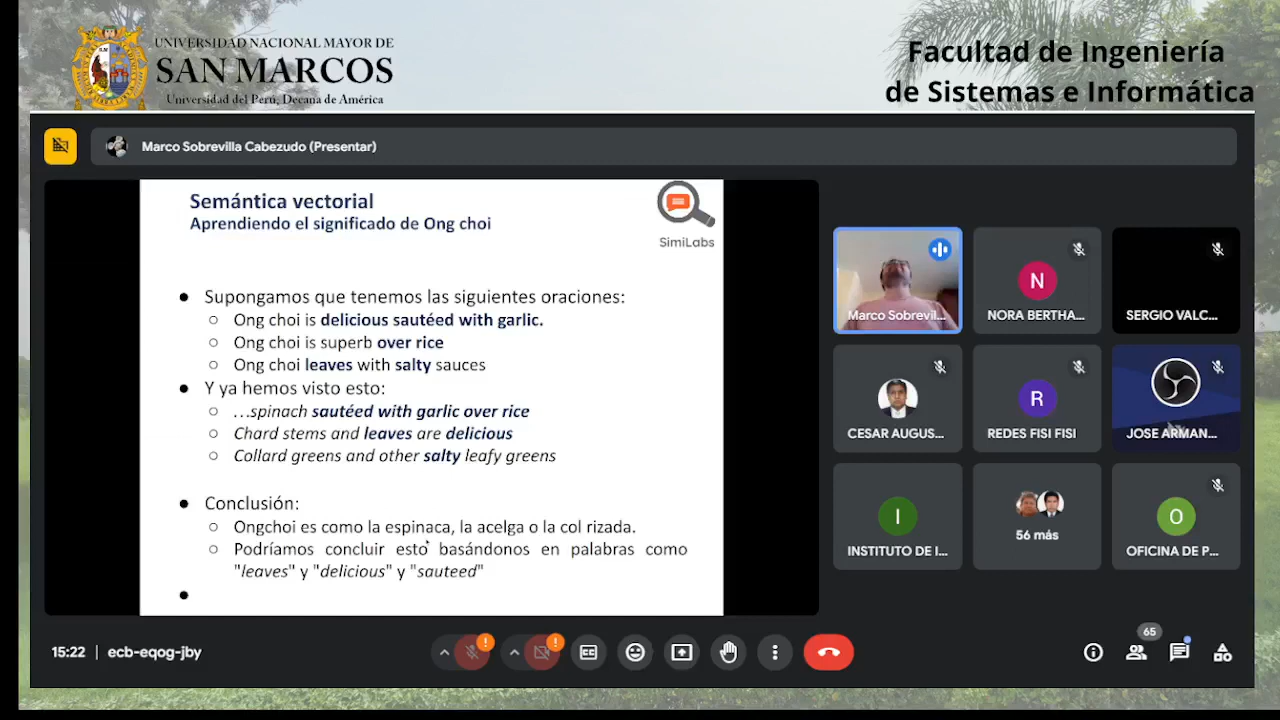 UNIVERSIDAD NACIONAL MAYOR DE
SAN MARCOS
Universidad del Perú, Decana de América
Facultad de Ingeniería
de Sistemas e Informática
Marco Sobrevilla Cabezudo (Presentar)
Semántica vectorial
Aprendiendo el significado de Ong choi
SimiLabs
● Supongamos que tenemos las siguientes oraciones:
○ Ong choi is delicious sautéed with garlic.
○ Ong choi is superb over rice
○ Ong choi leaves with salty sauces
● Y ya hemos visto esto:
○ …spinach sautéed with garlic over rice
○ Chard stems and leaves are delicious
○ Collard greens and other salty leafy greens
● Conclusión:
○ Ongchoi es como la espinaca, la acelga o la col rizada.
○ Podríamos concluir esto basándonos en palabras como
"leaves" y "delicious" y "sauteed"
●
Marco Sobrevil...
N
NORA BERTHA...
SERGIO VALC...
CESAR AUGUS...
R
REDES FISI FISI
JOSE ARMAN...
I
INSTITUTO DE I...
56 más
O
OFICINA DE P...
15:22 | ecb-eqog-jby
65